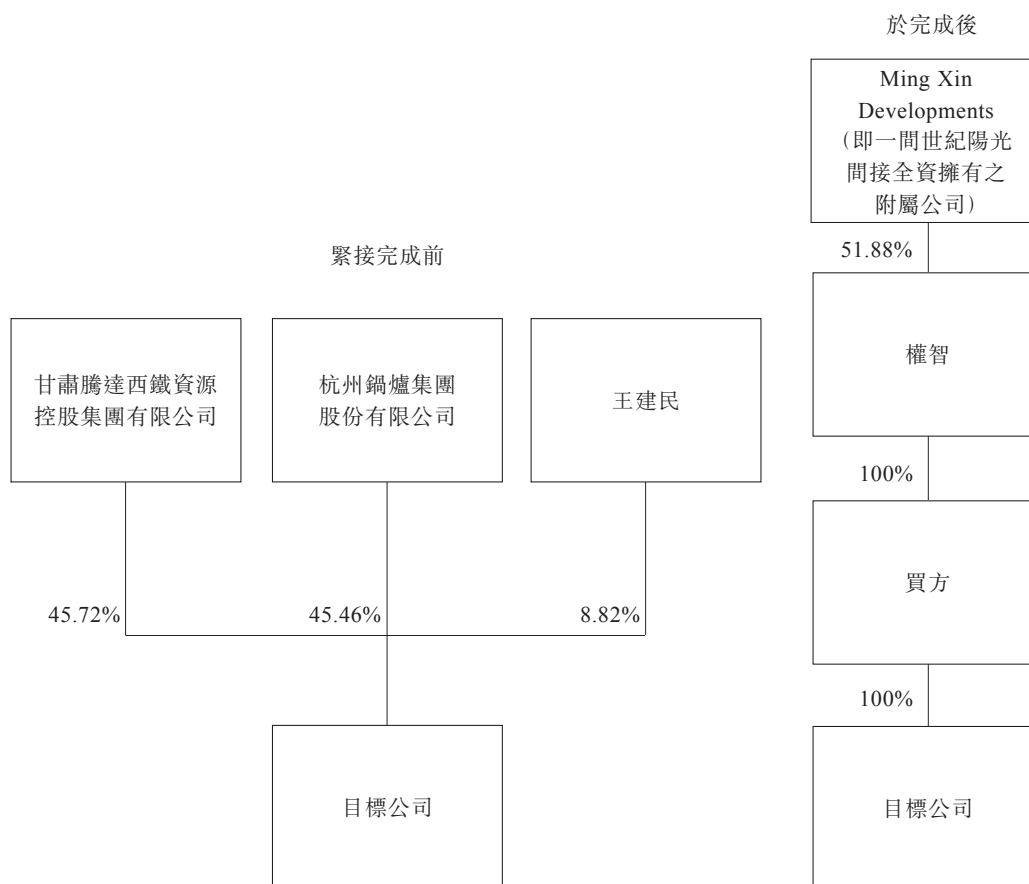 於完成後
Ming Xin
Developments
（即一間世紀陽光
間接全資擁有之
附屬公司）
51.88%
權智
100%
買方
100%
目標公司
緊接完成前
甘肅騰達西鐵資源
控股集團有限公司
杭州鍋爐集團
股份有限公司
王建民
45.72%
45.46%
8.82%
目標公司